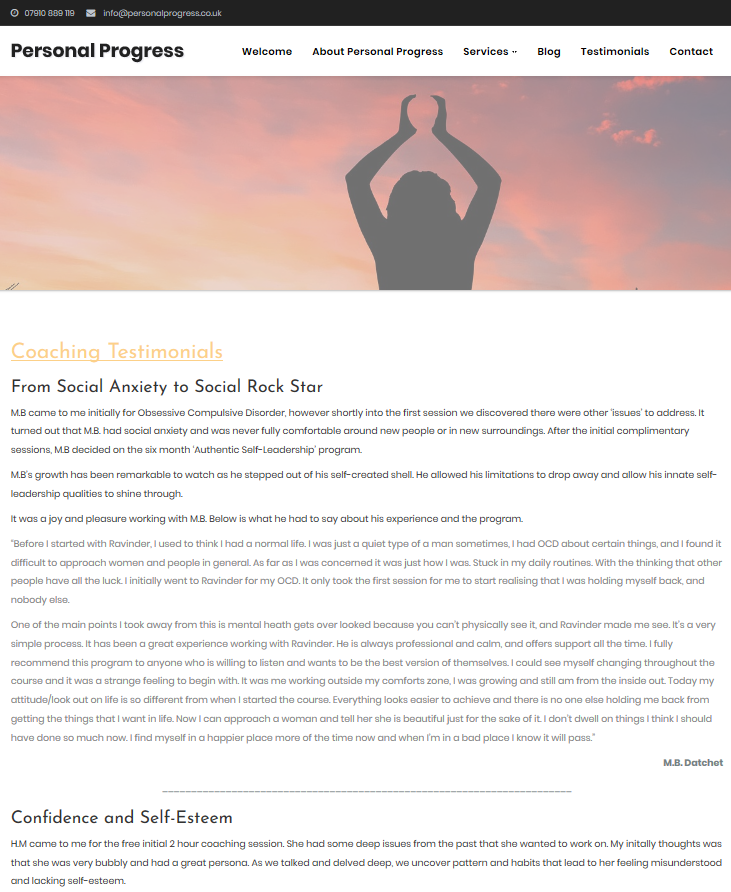 07910 889 119 info@personalprogress.co.uk
Personal Progress
Welcome About Personal Progress Services Blog Testimonials Contact
Coaching Testimonials
From Social Anxiety to Social Rock Star
M.B came to me initially for Obsessive Compulsive Disorder, however shortly into the first session we discovered there were other 'issues' to address. It
turned out that M.B. had social anxiety and was never fully comfortable around new people or in new surroundings. After the initial complimentary
sessions, M.B decided on the six month 'Authentic Self-Leadership' program.
M.B's growth has been remarkable to watch as he stepped out of his self-created shell. He allowed his limitations to drop away and allow his innate self-
leadership qualities to shine through.
It was a joy and pleasure working with M.B. Below is what he had to say about his experience and the program.
"Before I started with Ravinder, I used to think I had a normal life. I was just a quiet type of a man sometimes, I had OCD about certain things, and I found it
difficult to approach women and people in general. As far as I was concerned it was just how I was. Stuck in my daily routines. With the thinking that other
people have all the luck. I initially went to Ravinder for my OCD. It only took the first session for me to start realising that I was holding myself back, and
nobody else.
One of the main points I took away from this is mental heath gets over looked because you can't physically see it, and Ravinder made me see. It's a very
simple process. It has been a great experience working with Ravinder. He is always professional and calm, and offers support all the time. I fully
recommend this program to anyone who is willing to listen and wants to be the best version of themselves. I could see myself changing throughout the
course and it was a strange feeling to begin with. It was me working outside my comforts zone, I was growing and still am from the inside out. Today my
attitude/look out on life is so different from when I started the course. Everything looks easier to achieve and there is no one else holding me back from
getting the things that I want in life. Now I can approach a woman and tell her she is beautiful just for the sake of it. I don't dwell on things I think I should
have done so much now. I find myself in a happier place more of the time now and when I'm in a bad place I know it will pass."
M.B. Datchet
Confidence and Self-Esteem
H.M came to me for the free initial 2 hour coaching session. She had some deep issues from the past that she wanted to work on. My initally thoughts was
that she was very bubbly and had a great persona. As we talked and delved deep, we uncover pattern and habits that lead to her feeling misunderstood
and lacking self-esteem.